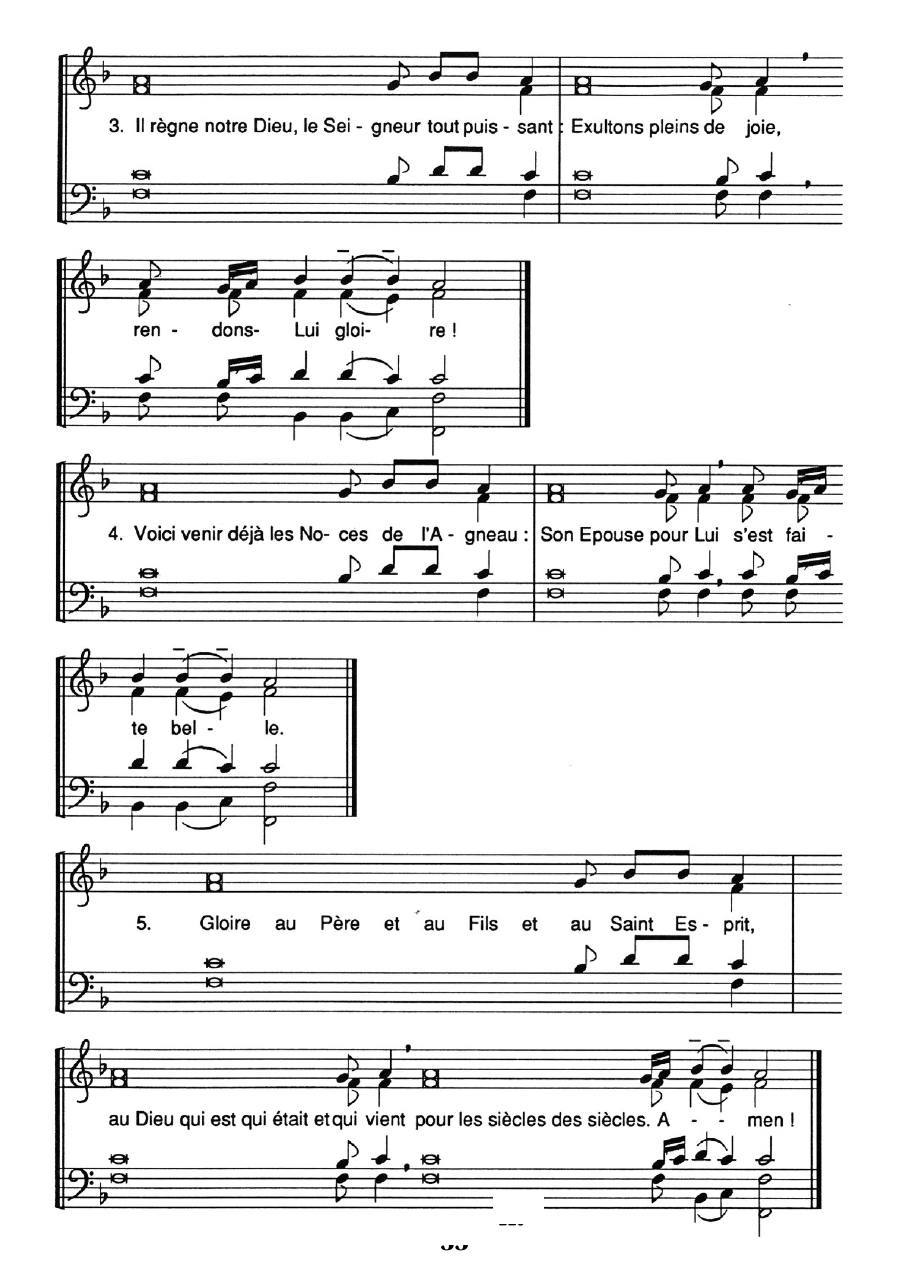 3. Il règne notre Dieu, le Sei - gneur tout puis - sant : Exultons pleins de joie,
ren - dons- Lui gloi- re !
4. Voici venir déjà les No- ces de l'A - gneau : Son Epouse pour Lui s'est fai -
te bel - le.
5. Gloire au Père et au Fils et au Saint Es - prit,
au Dieu qui est qui était et qui vient pour les siècles des siècles. A - - men !